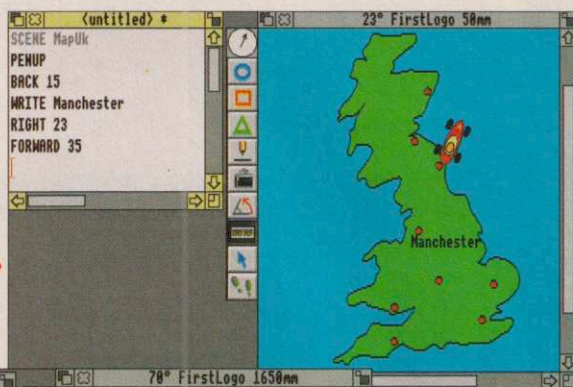 <untitled> *
SCENE MapUk
PENUP
BACK 15
WRITE Manchester
RIGHT 23
FORWARD 35
23° FirstLogo 50mm
Manchester
70° FirstLogo 1650mm